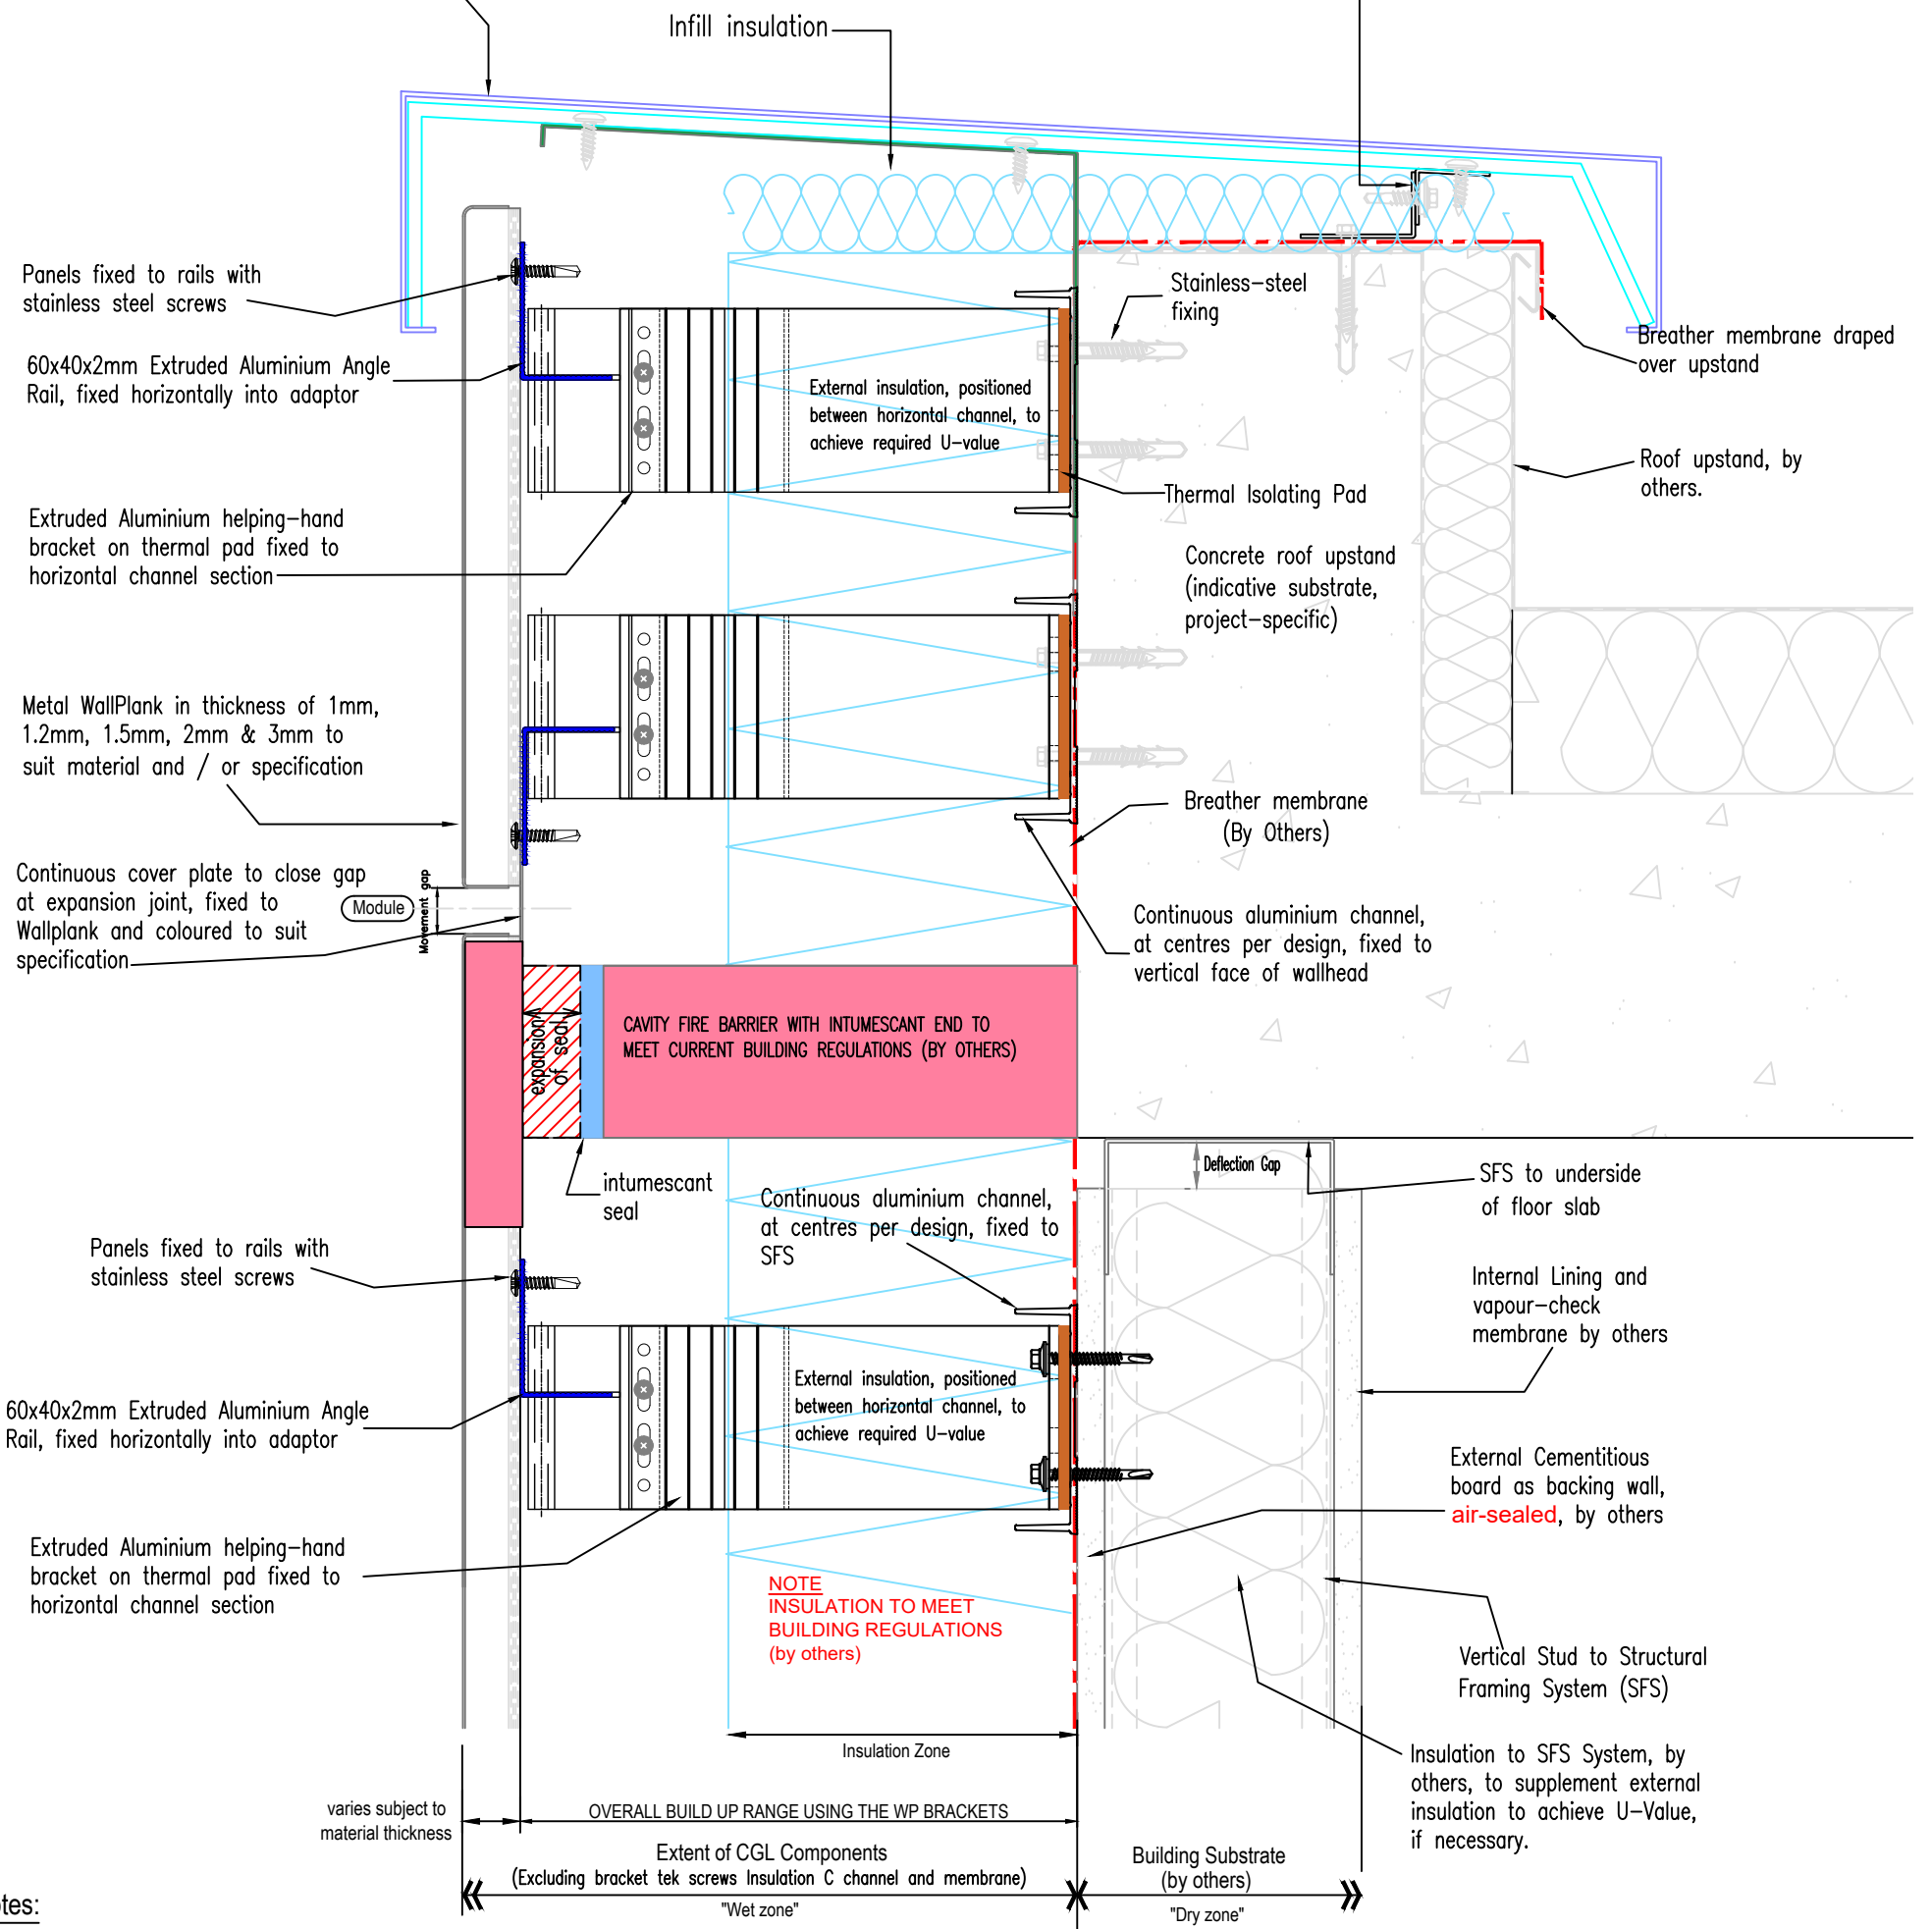 Infill insulation
Panels fixed to rails with
stainless steel screws
60x40x2mm Extruded Aluminium Angle
Rail, fixed horizontally into adaptor
Extruded Aluminium helping-hand
bracket on thermal pad fixed to
horizontal channel section
Metal WallPlank in thickness of 1mm,
1.2mm, 1.5mm, 2mm & 3mm to
suit material and / or specification
Continuous cover plate to close gap
at expansion joint, fixed to
Wallplank and coloured to suit
specification
Module
Movement gap
External insulation, positioned
between horizontal channel, to
achieve required U-value
Stainless-steel
fixing
Thermal Isolating Pad
Concrete roof upstand
(indicative substrate,
project-specific)
Breather membrane draped
over upstand
Roof upstand, by
others.
Breather membrane
(By Others)
Continuous aluminium channel,
at centres per design, fixed to
vertical face of wallhead
expansion
of seal
CAVITY FIRE BARRIER WITH INTUMESCANT END TO
MEET CURRENT BUILDING REGULATIONS (BY OTHERS)
intumescant
seal
Continuous aluminium channel,
at centres per design, fixed to
SFS
Deflection Gap
SFS to underside
of floor slab
Internal Lining and
vapour-check
membrane by others
Panels fixed to rails with
stainless steel screws
60x40x2mm Extruded Aluminium Angle
Rail, fixed horizontally into adaptor
External insulation, positioned
between horizontal channel, to
achieve required U-value
External Cementitious
board as backing wall,
air-sealed, by others
Extruded Aluminium helping-hand
bracket on thermal pad fixed to
horizontal channel section
NOTE
INSULATION TO MEET
BUILDING REGULATIONS
(by others)
Vertical Stud to Structural
Framing System (SFS)
Insulation to SFS System, by
others, to supplement external
insulation to achieve U-Value,
if necessary.
Insulation Zone
varies subject to
material thickness
OVERALL BUILD UP RANGE USING THE WP BRACKETS
Extent of CGL Components
(Excluding bracket tek screws Insulation C channel and membrane)
"Wet zone"
Building Substrate
(by others)
"Dry zone"